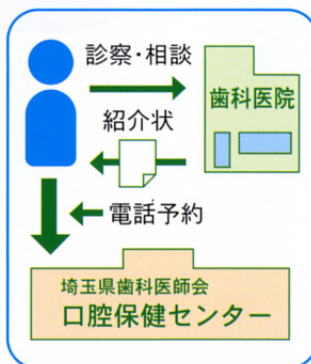 診察・相談
歯科医院
紹介状
電話予約
埼玉県歯科医師会
口腔保健センター